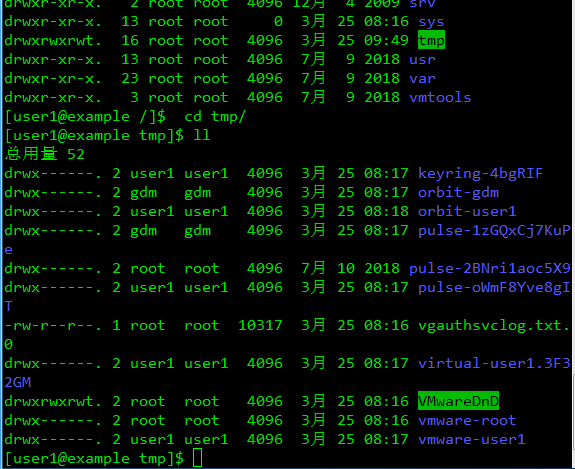 drwxr-xr-x.   2 root root  4096 12月  4 2009 srv
drwxr-xr-x.  13 root root     0  3月 25 08:16 sys
drwxrwxrwt.  16 root root  4096  3月 25 09:49 tmp
drwxr-xr-x.  13 root root  4096  7月  9 2018 usr
drwxr-xr-x.  23 root root  4096  7月  9 2018 var
drwxr-xr-x.   3 root root  4096  7月  9 2018 vmtools
[user1@example /]$  cd tmp/
[user1@example tmp]$ ll
总用量 52
drwx------. 2 user1 user1  4096  3月 25 08:17 keyring-4bgRIF
drwx------. 2 gdm   gdm    4096  3月 25 08:17 orbit-gdm
drwx------. 2 user1 user1  4096  3月 25 08:18 orbit-user1
drwx------. 2 gdm   gdm    4096  3月 25 08:17 pulse-1zGQxCj7KuP
e
drwx------. 2 root  root   4096  7月 10 2018 pulse-2BNri1aoc5X9
drwx------. 2 user1 user1  4096  3月 25 08:17 pulse-oWmF8Yve8gI
T
-rw-r--r--. 1 root  root  10317  3月 25 08:16 vgauthsvclog.txt.
0
drwx------. 2 user1 user1  4096  3月 25 08:17 virtual-user1.3F3
2GM
drwxrwxrwt. 2 root  root   4096  3月 25 08:16 VMwareDnD
drwx------. 2 root  root   4096  3月 25 08:16 vmware-root
drwx------. 2 user1 user1  4096  3月 25 08:17 vmware-user1
[user1@example tmp]$